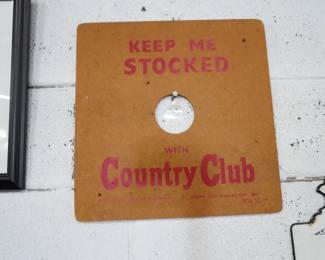 KEEP ME
STOCKED
WITH
Country Club